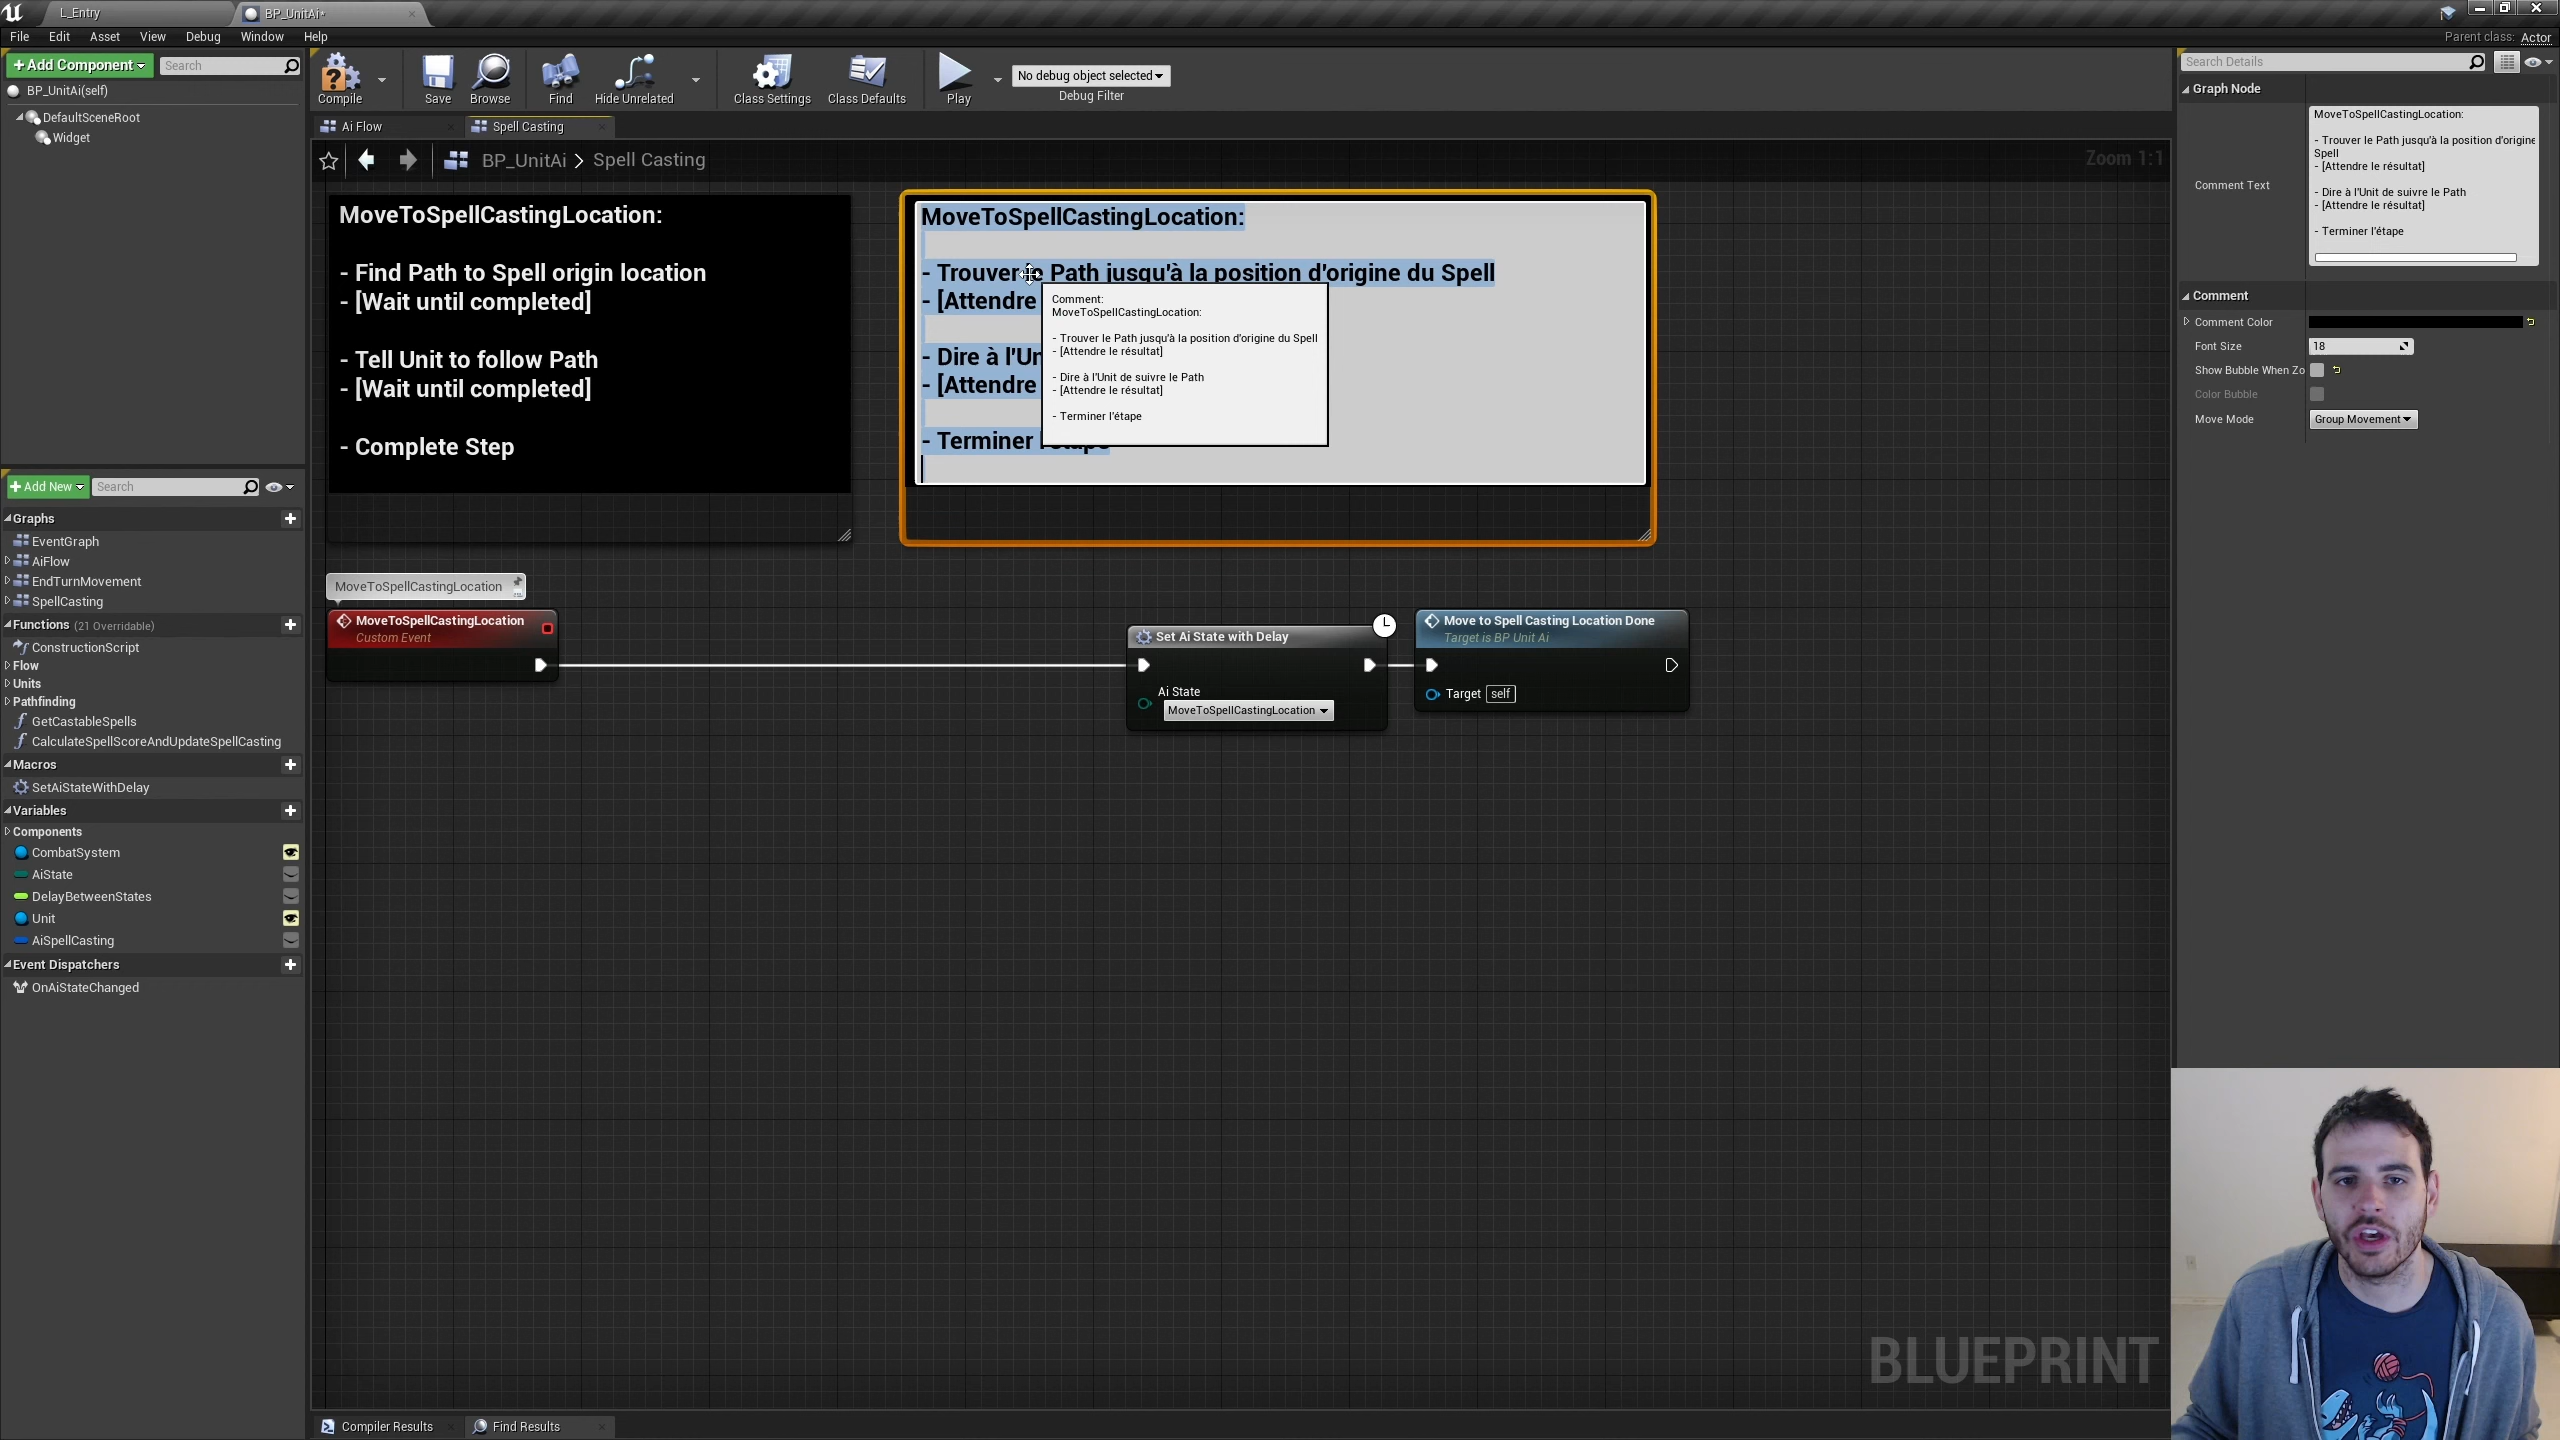 L_Entry
BP_UnitAi*
File Edit Asset View Debug Window Help
Parent class: Actor
+Add Component
Search
BP_UnitAi(self)
DefaultSceneRoot
Widget
Compile
Save
Browse
Find
Hide Unrelated
Class Settings
Class Defaults
Play
No debug object selected
Debug Filter
Ai Flow
Spell Casting
BP_UnitAi > Spell Casting
Zoom 1:1
MoveToSpellCastingLocation:
- Find Path to Spell origin location
- [Wait until completed]
- Tell Unit to follow Path
- [Wait until completed]
- Complete Step
MoveToSpellCastingLocation:
- Trouver Path jusqu'à la position d'origine du Spell
- [Attendre
- Dire à l'Un
- [Attendre
- Terminer
Comment:
MoveToSpellCastingLocation:
- Trouver le Path jusqu'à la position d'origine du Spell
- [Attendre le résultat]
- Dire à l'Unit de suivre le Path
- [Attendre le résultat]
- Terminer l'étape
MoveToSpellCastingLocation
MoveToSpellCastingLocation
Custom Event
Set Ai State with Delay
Ai State
MoveToSpellCastingLocation
Move to Spell Casting Location Done
Target is BP Unit Ai
Target self
BLUEPRINT
+Add New
Search
Graphs
EventGraph
AiFlow
EndTurnMovement
SpellCasting
Functions (21 Overridable)
ConstructionScript
Flow
Units
Pathfinding
GetCastableSpells
CalculateSpellScoreAndUpdateSpellCasting
Macros
SetAiStateWithDelay
Variables
Components
CombatSystem
AiState
DelayBetweenStates
Unit
AiSpellCasting
Event Dispatchers
OnAiStateChanged
Compiler Results
Find Results
Search Details
Graph Node
Comment Text
MoveToSpellCastingLocation:
- Trouver le Path jusqu'à la position d'origine
Spell
- [Attendre le résultat]
- Dire à l'Unit de suivre le Path
- [Attendre le résultat]
- Terminer l'étape
Comment
Comment Color
Font Size 18
Show Bubble When Zo
Color Bubble
Move Mode Group Movement